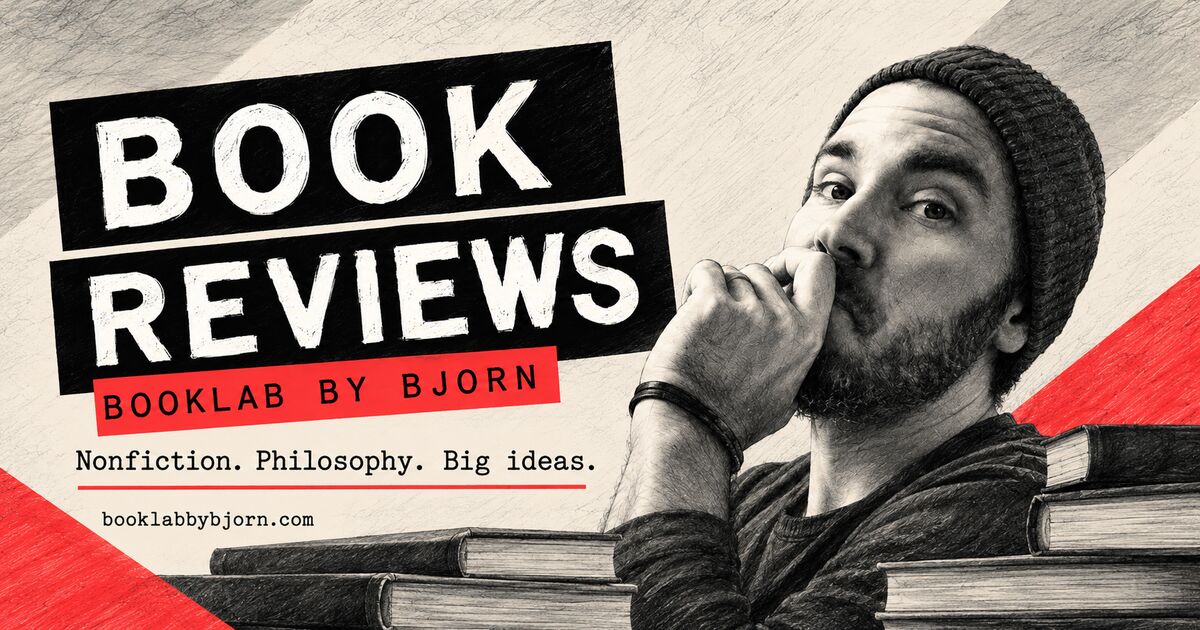 BOOK
REVIEWS
BOOKLAB BY BJORN
Nonfiction. Philosophy. Big ideas.
booklabbybjorn.com